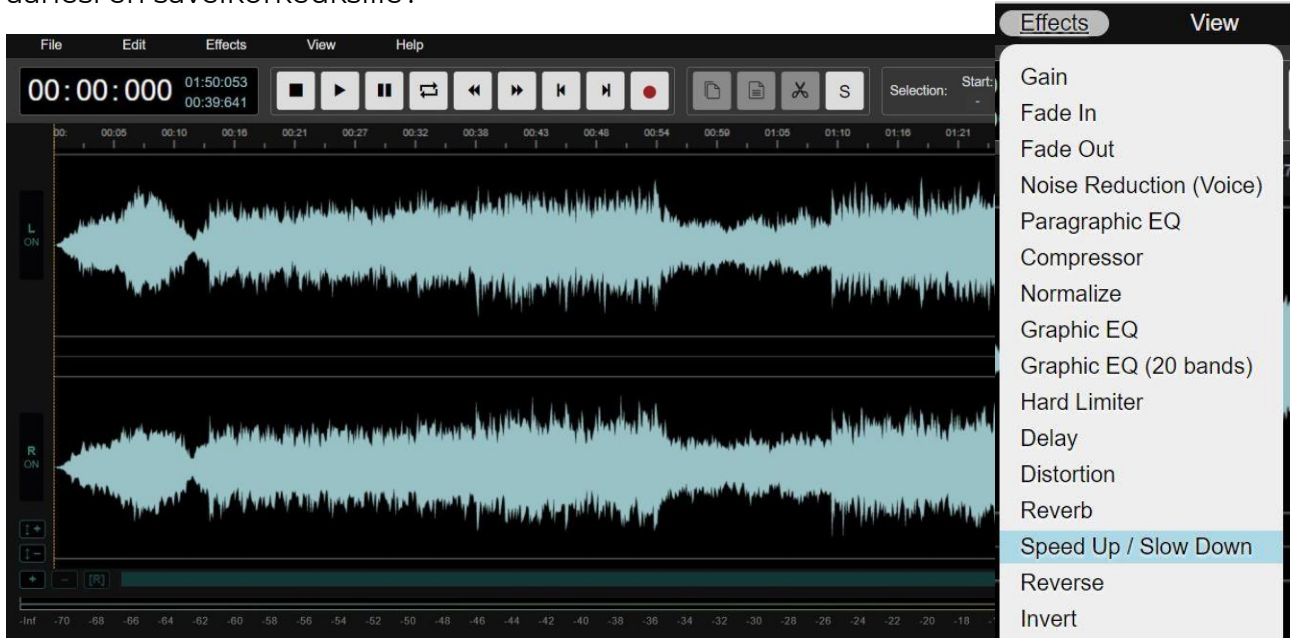 File Edit Effects View Help
00:00:000 01:50:053
00:39:641
S
Selection: Start:
-
00: 00:05 00:10 00:16 00:21 00:27 00:32 00:38 00:43 00:48 00:54 00:59 01:05 01:10 01:16 01:21
L
ON
R
ON
[R]
-Inf -70 -68 -66 -64 -62 -60 -58 -56 -54 -52 -50 -48 -46 -44 -42 -40 -38 -36 -34 -32 -30 -28 -26 -24 -22 -20 -18
Effects View
Gain
Fade In
Fade Out
Noise Reduction (Voice)
Paragraphic EQ
Compressor
Normalize
Graphic EQ
Graphic EQ (20 bands)
Hard Limiter
Delay
Distortion
Reverb
Speed Up / Slow Down
Reverse
Invert